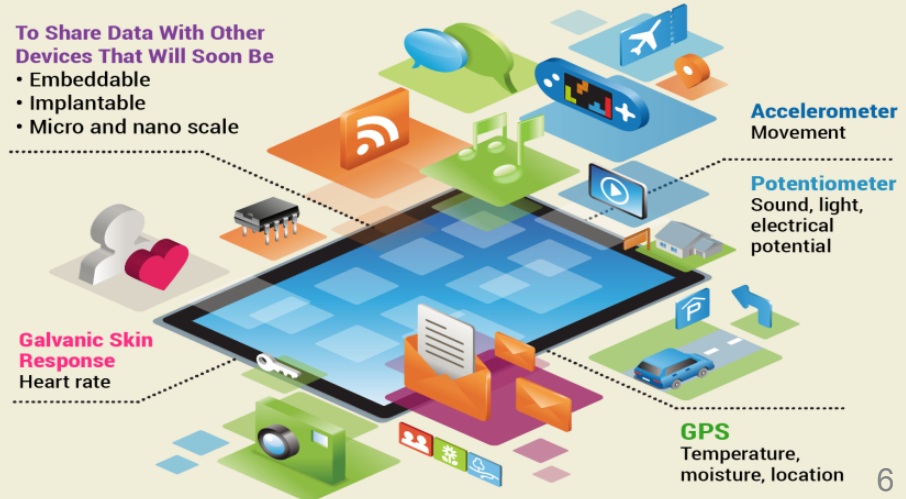 To Share Data With Other
Devices That Will Soon Be
• Embeddable
• Implantable
• Micro and nano scale
Accelerometer
Movement
Potentiometer
Sound, light,
electrical
potential
P
Galvanic Skin
Response
Heart rate
GPS
Temperature,
moisture, location
6